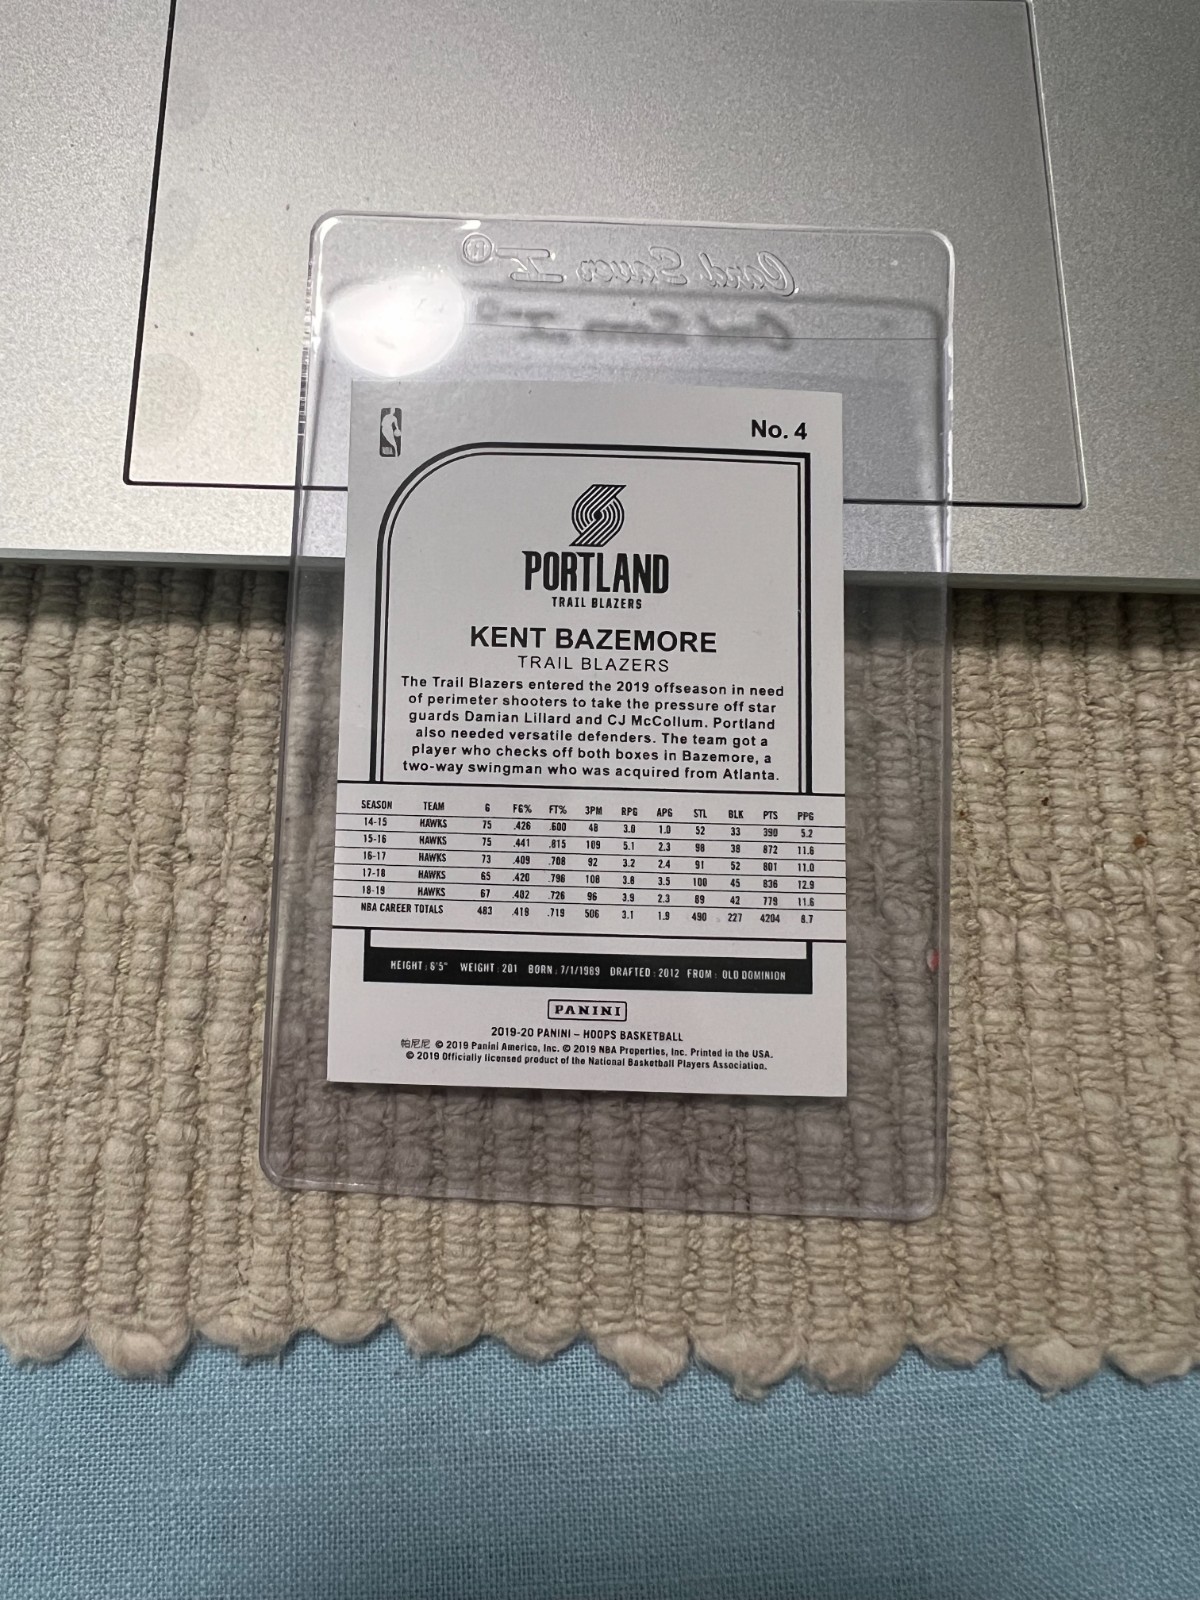 Card Saver II®
No. 4
PORTLAND
TRAIL BLAZERS
KENT BAZEMORE
TRAIL BLAZERS
The Trail Blazers entered the 2019 offseason in need
of perimeter shooters to take the pressure off star
guards Damian Lillard and CJ McCollum. Portland
also needed versatile defenders. The team got a
player who checks off both boxes in Bazemore, a
two-way swingman who was acquired from Atlanta.
SEASON TEAM G FG% FT% 3PM RPG APG STL BLK PTS PPG
14-15 HAWKS 75 .426 .600 48 3.0 1.0 52 33 390 5.2
15-16 HAWKS 75 .441 .815 109 5.1 2.3 98 38 872 11.6
16-17 HAWKS 73 .409 .708 92 3.2 2.4 91 52 801 11.0
17-18 HAWKS 65 .420 .796 108 3.8 3.5 100 45 836 12.9
18-19 HAWKS 67 .402 .726 96 3.9 2.3 89 42 779 11.6
NBA CAREER TOTALS 483 .419 .719 506 3.1 1.9 490 227 4204 8.7
HEIGHT: 6'5" WEIGHT: 201 BORN: 7/1/1989 DRAFTED: 2012 FROM: OLD DOMINION
PANINI
2019-20 PANINI – HOOPS BASKETBALL
帕尼尼 © 2019 Panini America, Inc. © 2019 NBA Properties, Inc. Printed in the USA.
© 2019 Officially licensed product of the National Basketball Players Association.